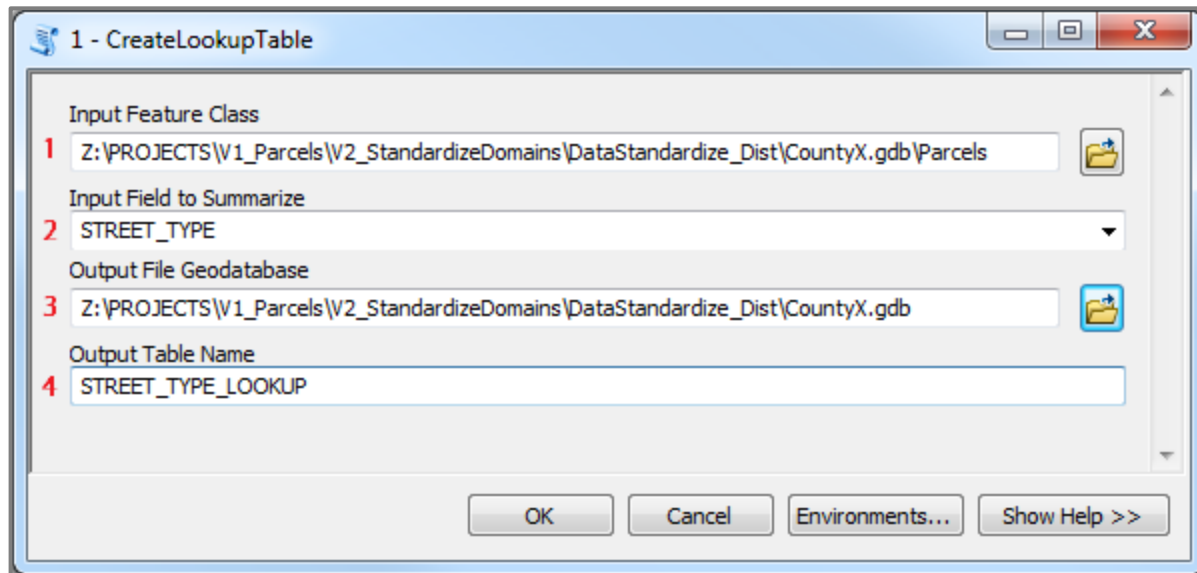 1 - CreateLookupTable
Input Feature Class
1 Z:\PROJECTS\V1_Parcels\V2_StandardizeDomains\DataStandardize_Dist\CountyX.gdb\Parcels
Input Field to Summarize
2 STREET_TYPE
Output File Geodatabase
3 Z:\PROJECTS\V1_Parcels\V2_StandardizeDomains\DataStandardize_Dist\CountyX.gdb
Output Table Name
4 STREET_TYPE_LOOKUP
OK Cancel Environments... Show Help >>